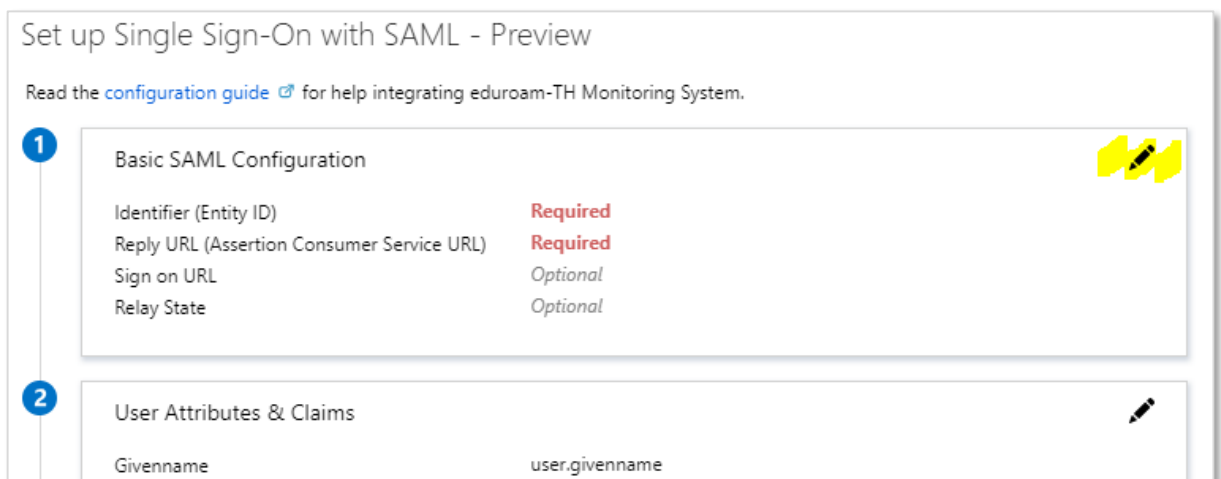 Set up Single Sign-On with SAML - Preview
Read the configuration guide for help integrating eduroam-TH Monitoring System.
1
Basic SAML Configuration
Identifier (Entity ID) Required
Reply URL (Assertion Consumer Service URL) Required
Sign on URL Optional
Relay State Optional
2
User Attributes & Claims
Givenname user.givenname